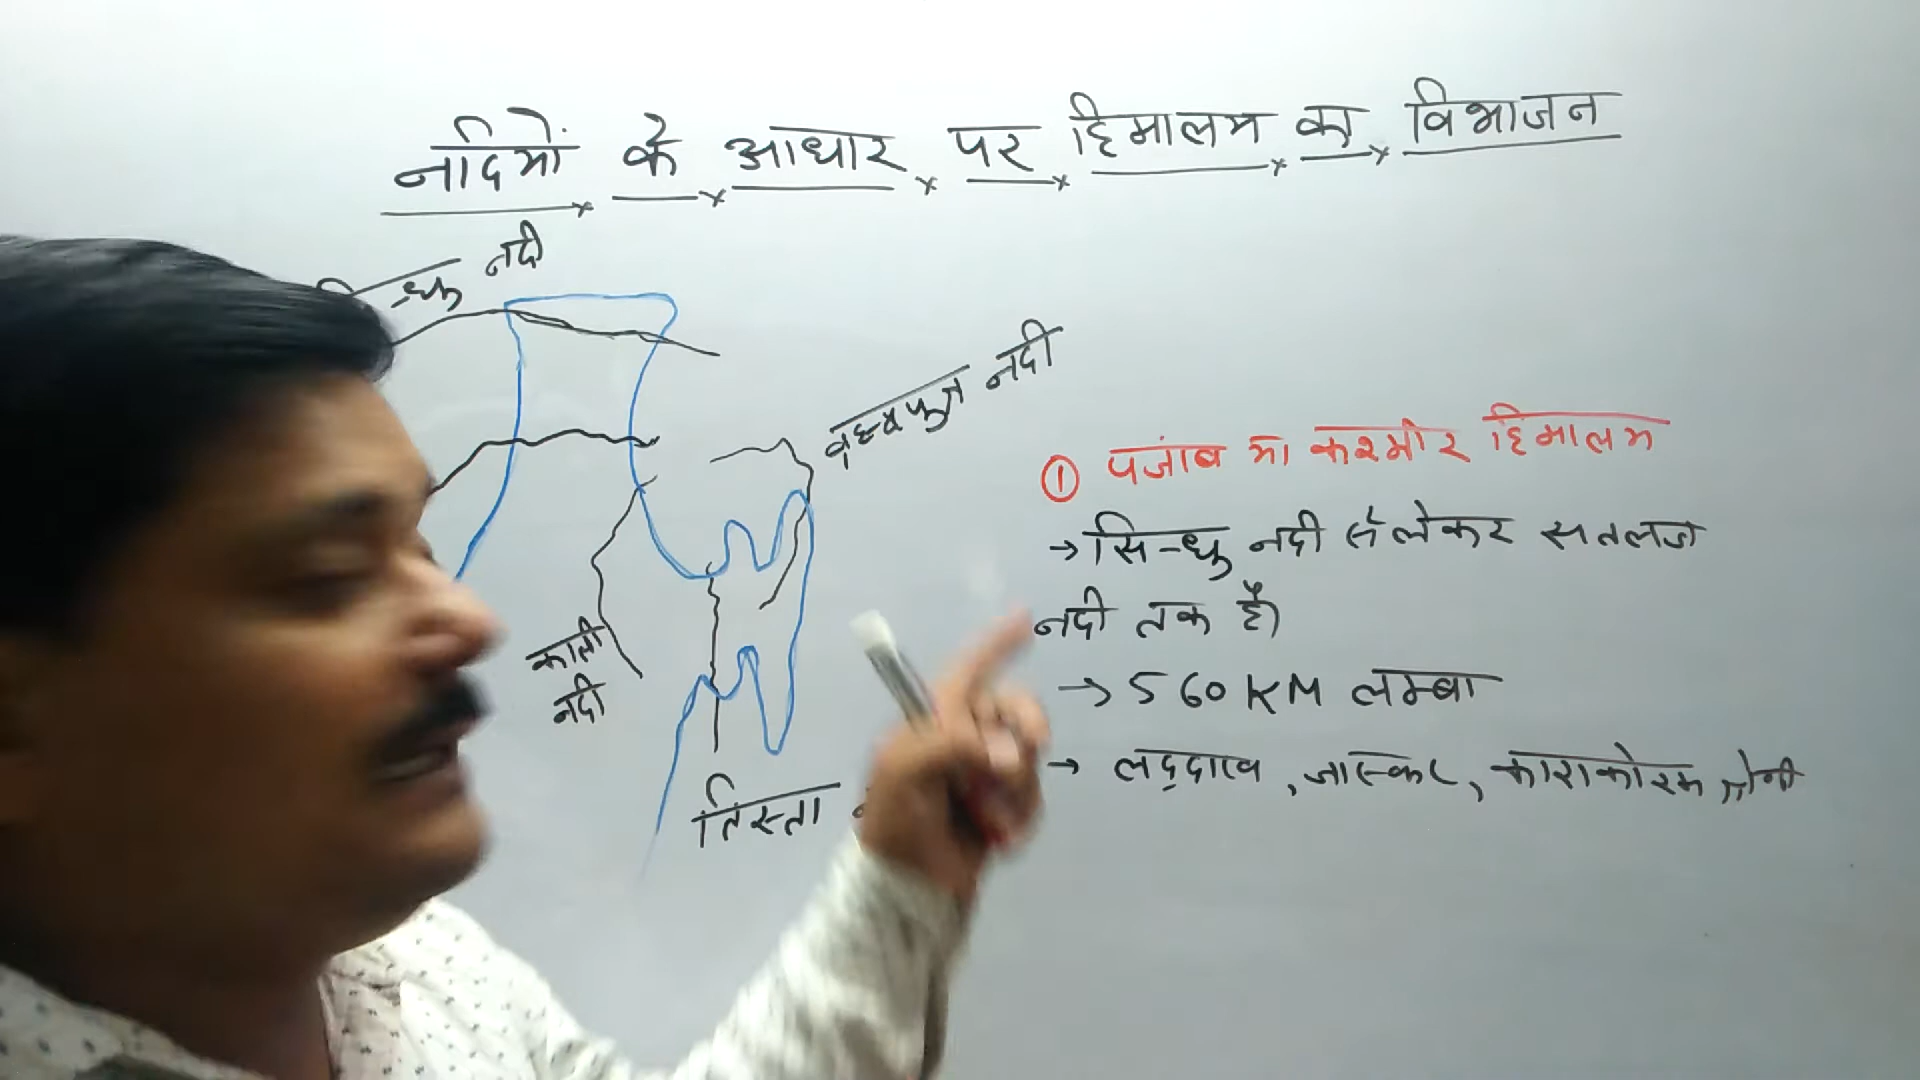 नदियों के आधार पर हिमालय का विभाजन
न्धु नदी
ब्रह्मपुत्र नदी
काली
नदी
तिस्ता
① पंजाब या कश्मीर हिमालय
→ सिन्धु नदी से लेकर सतलज
नदी तक है।
→ 560 KM लम्बा
→ लद्दाख, जास्कर, काराकोरम,